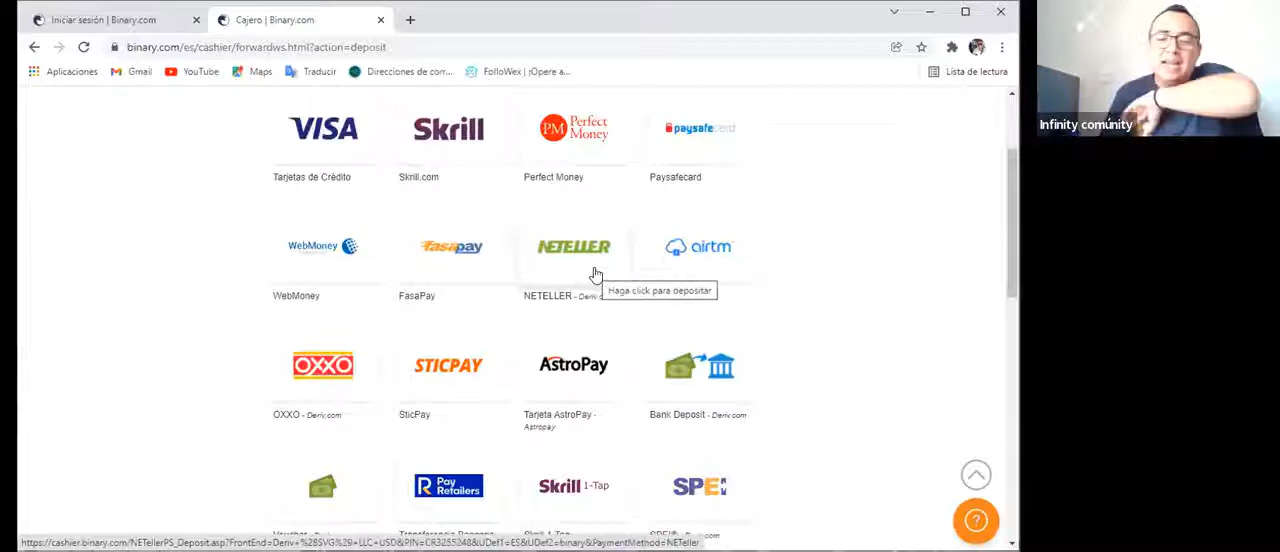 Iniciar sesión | Binary.com
Cajero | Binary.com
binary.com/es/cashier/forwardws.html?action=deposit
Aplicaciones
Gmail
YouTube
Maps
Traducir
Direcciones de corr...
FolloWex | ¡Opere a...
Lista de lectura
Infinity comúnity
VISA
Skrill
PM Perfect Money
paysafecard
Tarjetas de Crédito
Skrill.com
Perfect Money
Paysafecard
WebMoney
fasapay
NETELLER
airtm
WebMoney
FasaPay
NETELLER - Deriv.c
Haga click para depositar
OXXO
STICPAY
AstroPay
OXXO - Deriv.com
SticPay
Tarjeta AstroPay -
Astropay
Bank Deposit - Deriv.com
R Pay Retailers
Skrill 1-Tap
SPEI
?